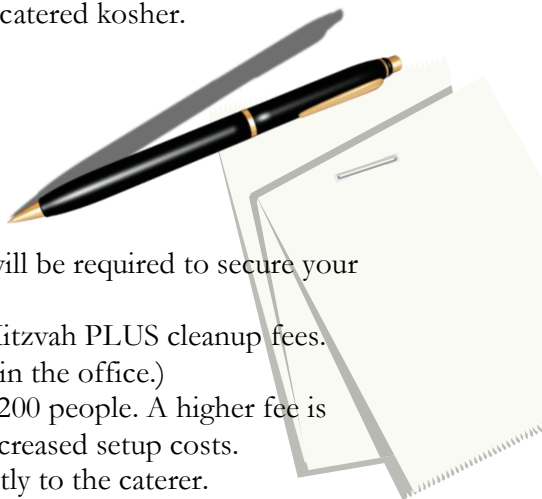 catered kosher.
will be required to secure your
Mitzvah PLUS cleanup fees.
in the office.)
200 people. A higher fee is
creased setup costs.
tly to the caterer.